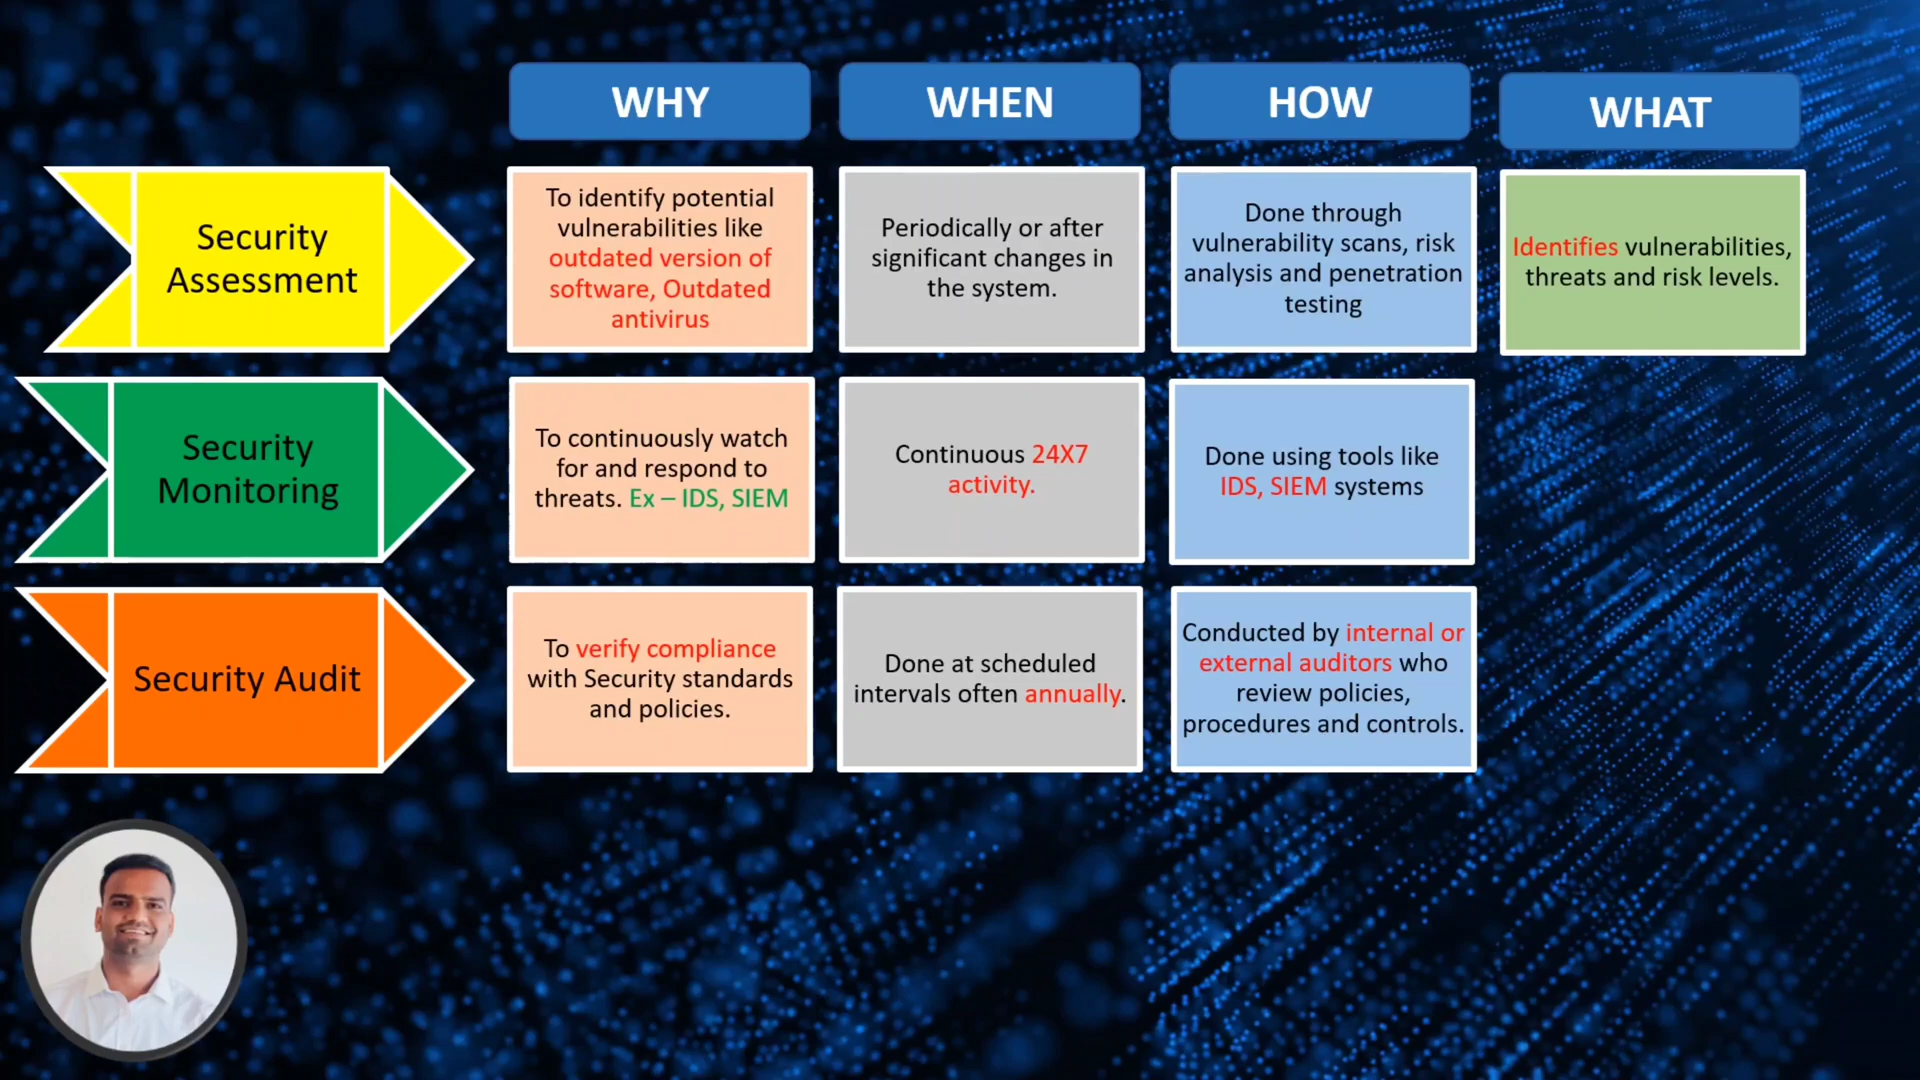 WHY
WHEN
HOW
WHAT
Security
Assessment
To identify potential
vulnerabilities like
outdated version of
software, Outdated
antivirus
Periodically or after
significant changes in
the system.
Done through
vulnerability scans, risk
analysis and penetration
testing
Identifies vulnerabilities,
threats and risk levels.
Security
Monitoring
To continuously watch
for and respond to
threats. Ex – IDS, SIEM
Continuous 24X7
activity.
Done using tools like
IDS, SIEM systems
Security Audit
To verify compliance
with Security standards
and policies.
Done at scheduled
intervals often annually.
Conducted by internal or
external auditors who
review policies,
procedures and controls.